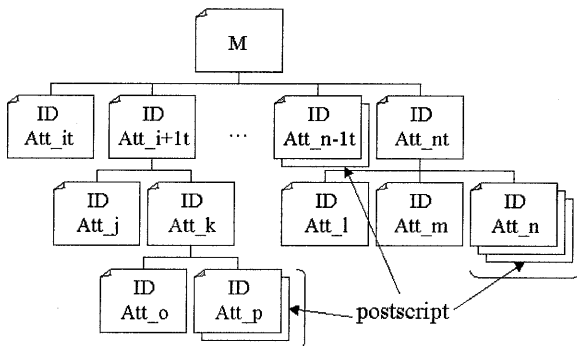 M
ID ID ID ID
Att_it Att_i+1t ... Att_n-1t Att_nt
ID ID ID ID ID
Att_j Att_k Att_l Att_m Att_n
ID ID
Att_o Att_p postscript